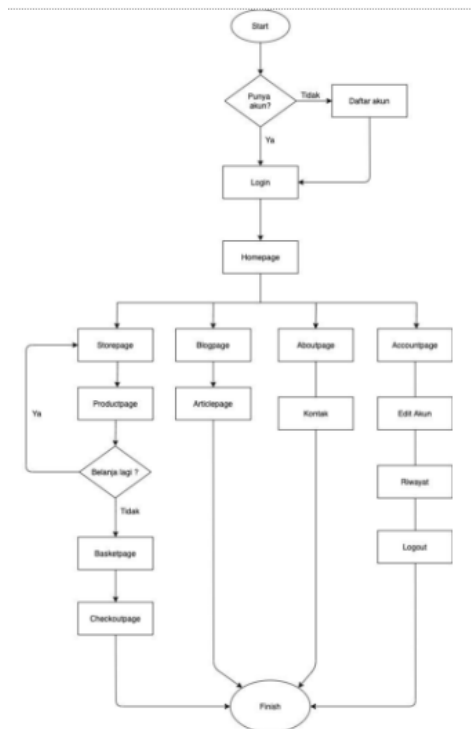 Start
Punya
akun?
Tidak
Daftar akun
Ya
Login
Homepage
Storepage
Blogpage
Aboutpage
Accountpage
Productpage
Articlepage
Kontak
Edit Akun
Ya
Belanja lagi ?
Riwayat
Tidak
Basketpage
Logout
Checkoutpage
Finish